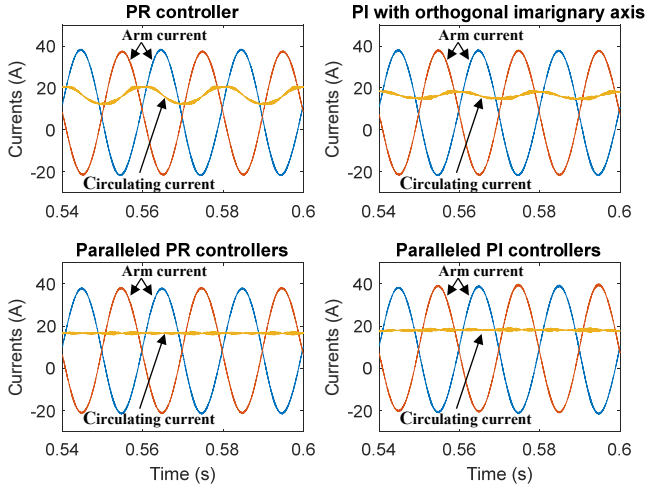 PR controller
Arm current
40
20
0
-20
Currents (A)
Circulating current
0.54 0.56 0.58 0.6
PI with orthogonal imarignary axis
Arm current
40
20
0
-20
Currents (A)
Circulating current
0.54 0.56 0.58 0.6
Paralleled PR controllers
Arm current
40
20
0
-20
Currents (A)
Circulating current
0.54 0.56 0.58 0.6
Time (s)
Paralleled PI controllers
Arm current
40
20
0
-20
Currents (A)
Circulating current
0.54 0.56 0.58 0.6
Time (s)